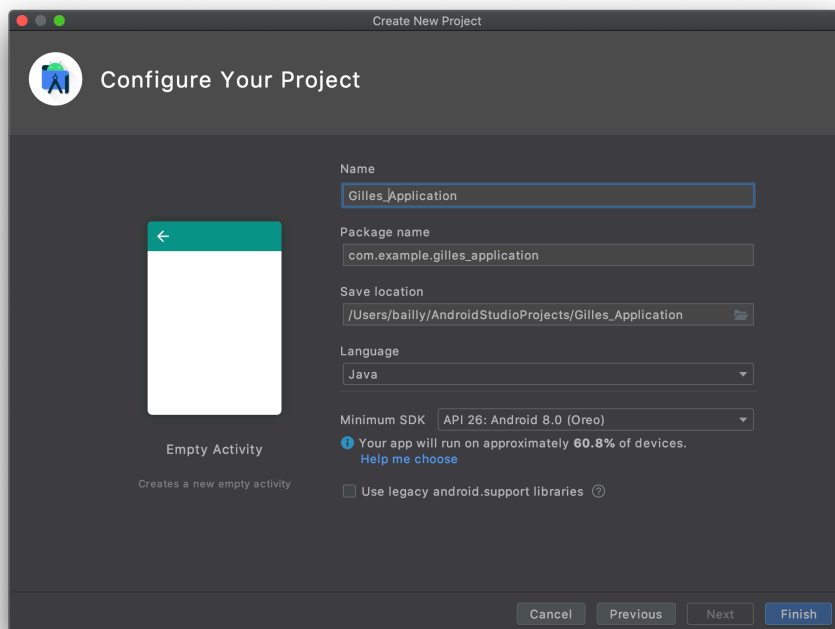 Create New Project
Configure Your Project
Name
Gilles_Application
Package name
com.example.gilles_application
Save location
/Users/bailly/AndroidStudioProjects/Gilles_Application
Language
Java
Minimum SDK API 26: Android 8.0 (Oreo)
Your app will run on approximately 60.8% of devices.
Help me choose
Use legacy android.support libraries ?
Empty Activity
Creates a new empty activity
Cancel Previous Next Finish